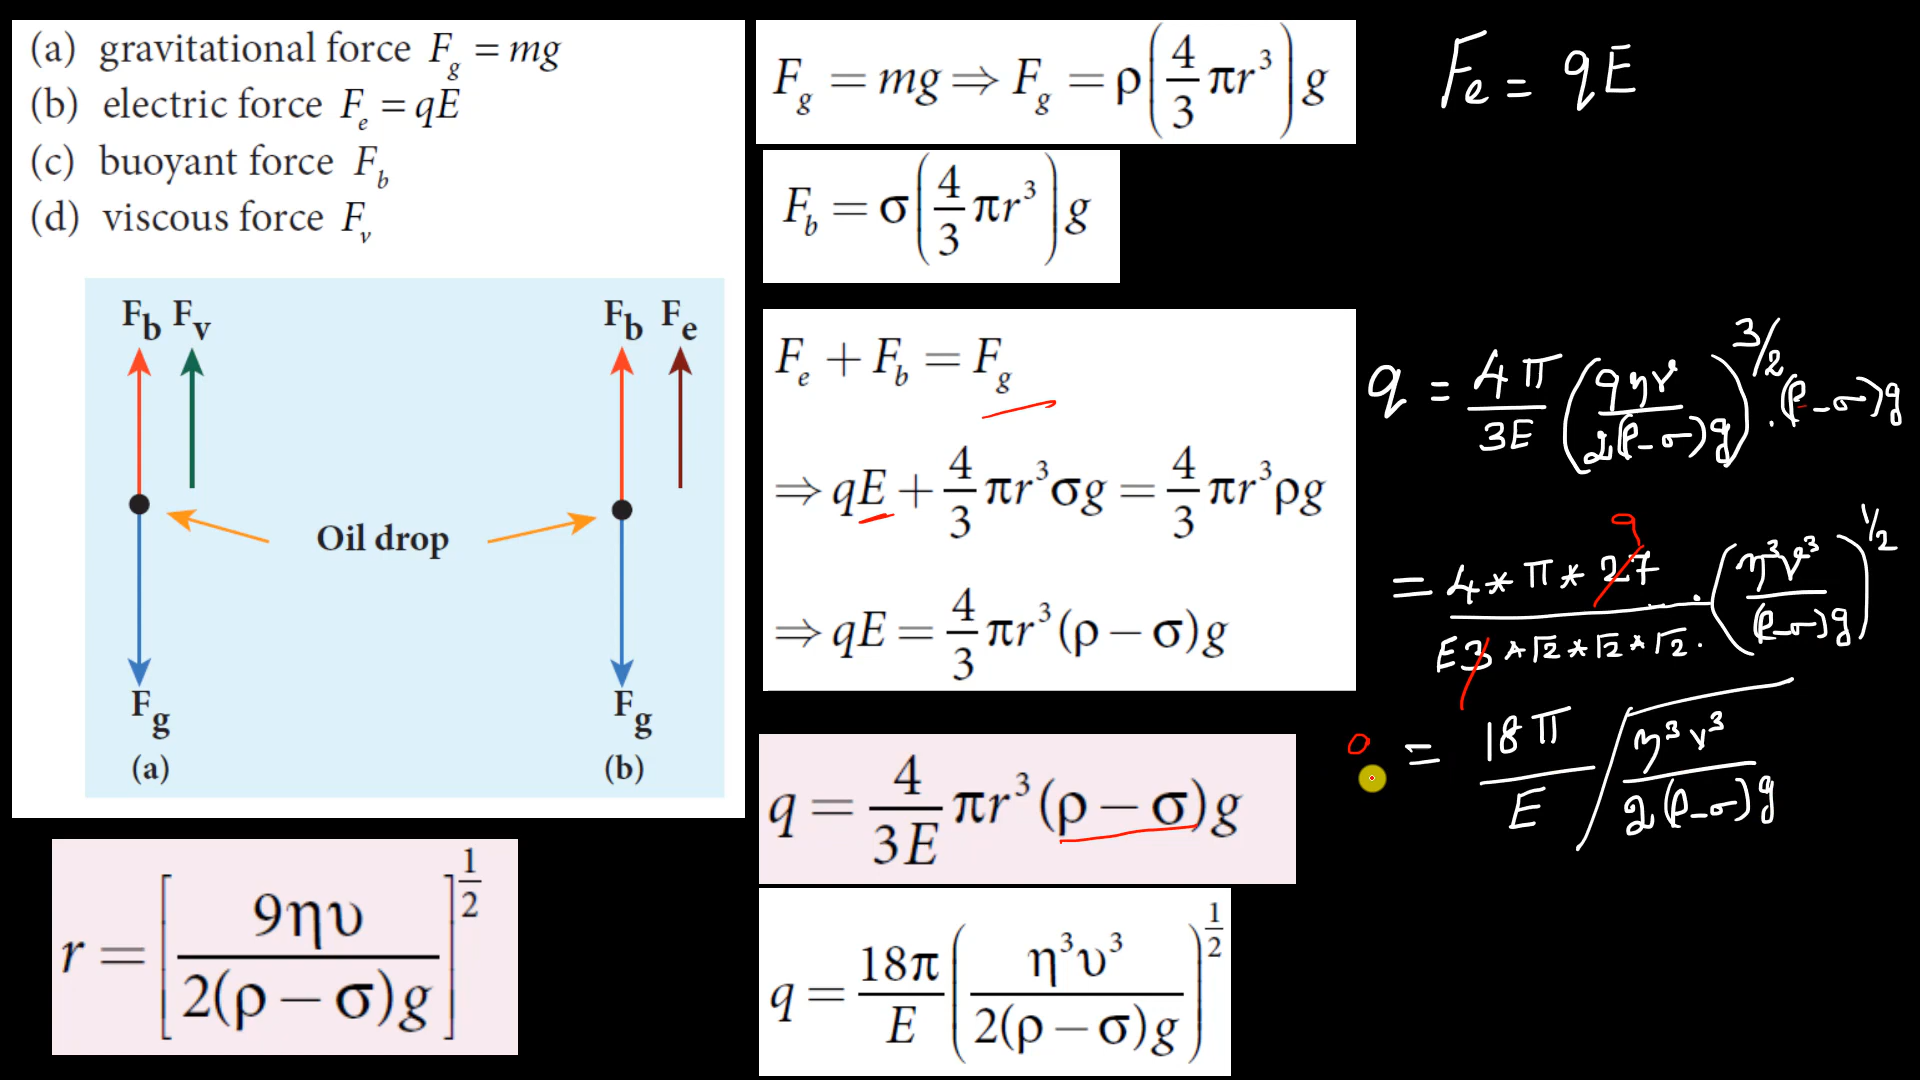 (a) gravitational force F_g = mg
(b) electric force F_e = qE
(c) buoyant force F_b
(d) viscous force F_v
F_b F_v
F_b F_e
Oil drop
F_g
F_g
(a)
(b)
r = [9ηυ / 2(ρ − σ)g]^(1/2)
F_g = mg ⇒ F_g = ρ(4/3 πr³)g
F_b = σ(4/3 πr³)g
F_e + F_b = F_g
⇒ qE + 4/3 πr³σg = 4/3 πr³ρg
⇒ qE = 4/3 πr³(ρ − σ)g
q = 4/3E πr³(ρ − σ)g
q = 18π/E (η³υ³ / 2(ρ − σ)g)^(1/2)
Fe = qE
q = 4π/3E (9ηv / 2(ρ-σ)g)^(3/2) . (ρ-σ)g
9
= 4 * π * 27 / E3 * √2 * √2 * √2 . (η³v³ / (ρ-σ)g)^(1/2)
= 18π/E √(η³v³ / 2(ρ-σ)g)